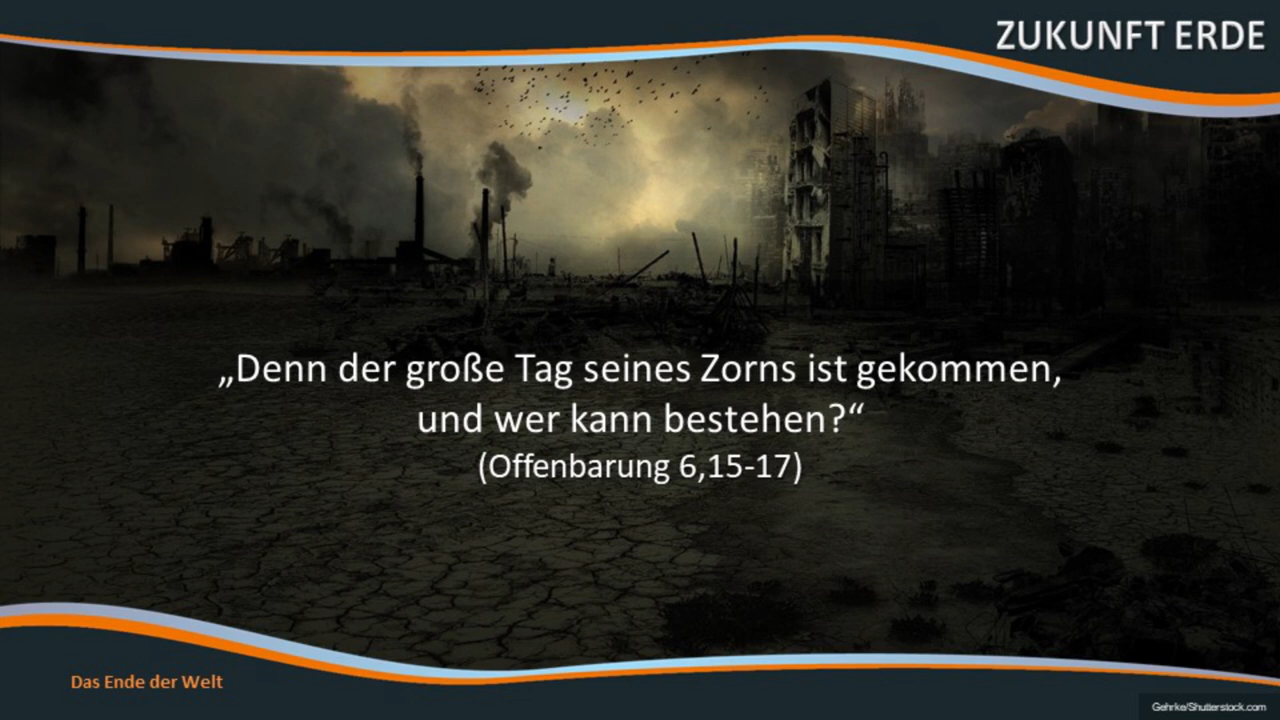 ZUKUNFT ERDE
„Denn der große Tag seines Zorns ist gekommen,
und wer kann bestehen?“
(Offenbarung 6,15-17)
Das Ende der Welt
Gehrke/Shutterstock.com